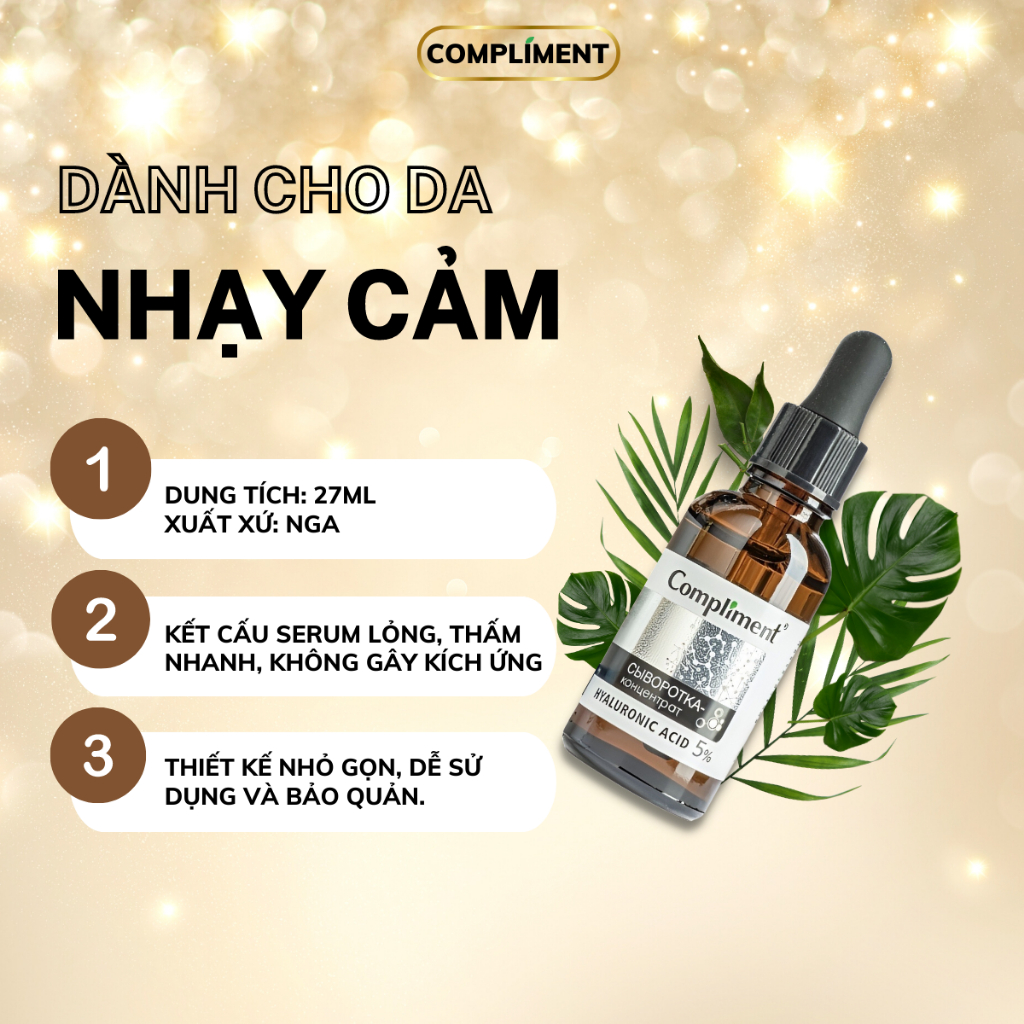 COMPLIMENT
DÀNH CHO DA
NHẠY CẢM
1
DUNG TÍCH: 27ML
XUẤT XỨ: NGA
2
KẾT CẤU SERUM LỎNG, THẤM
NHANH, KHÔNG GÂY KÍCH ỨNG
3
THIẾT KẾ NHỎ GỌN, DỄ SỬ
DỤNG VÀ BẢO QUẢN.
Compliment
СЫВОРОТКА-
концентрат
HYALURONIC ACID 5%